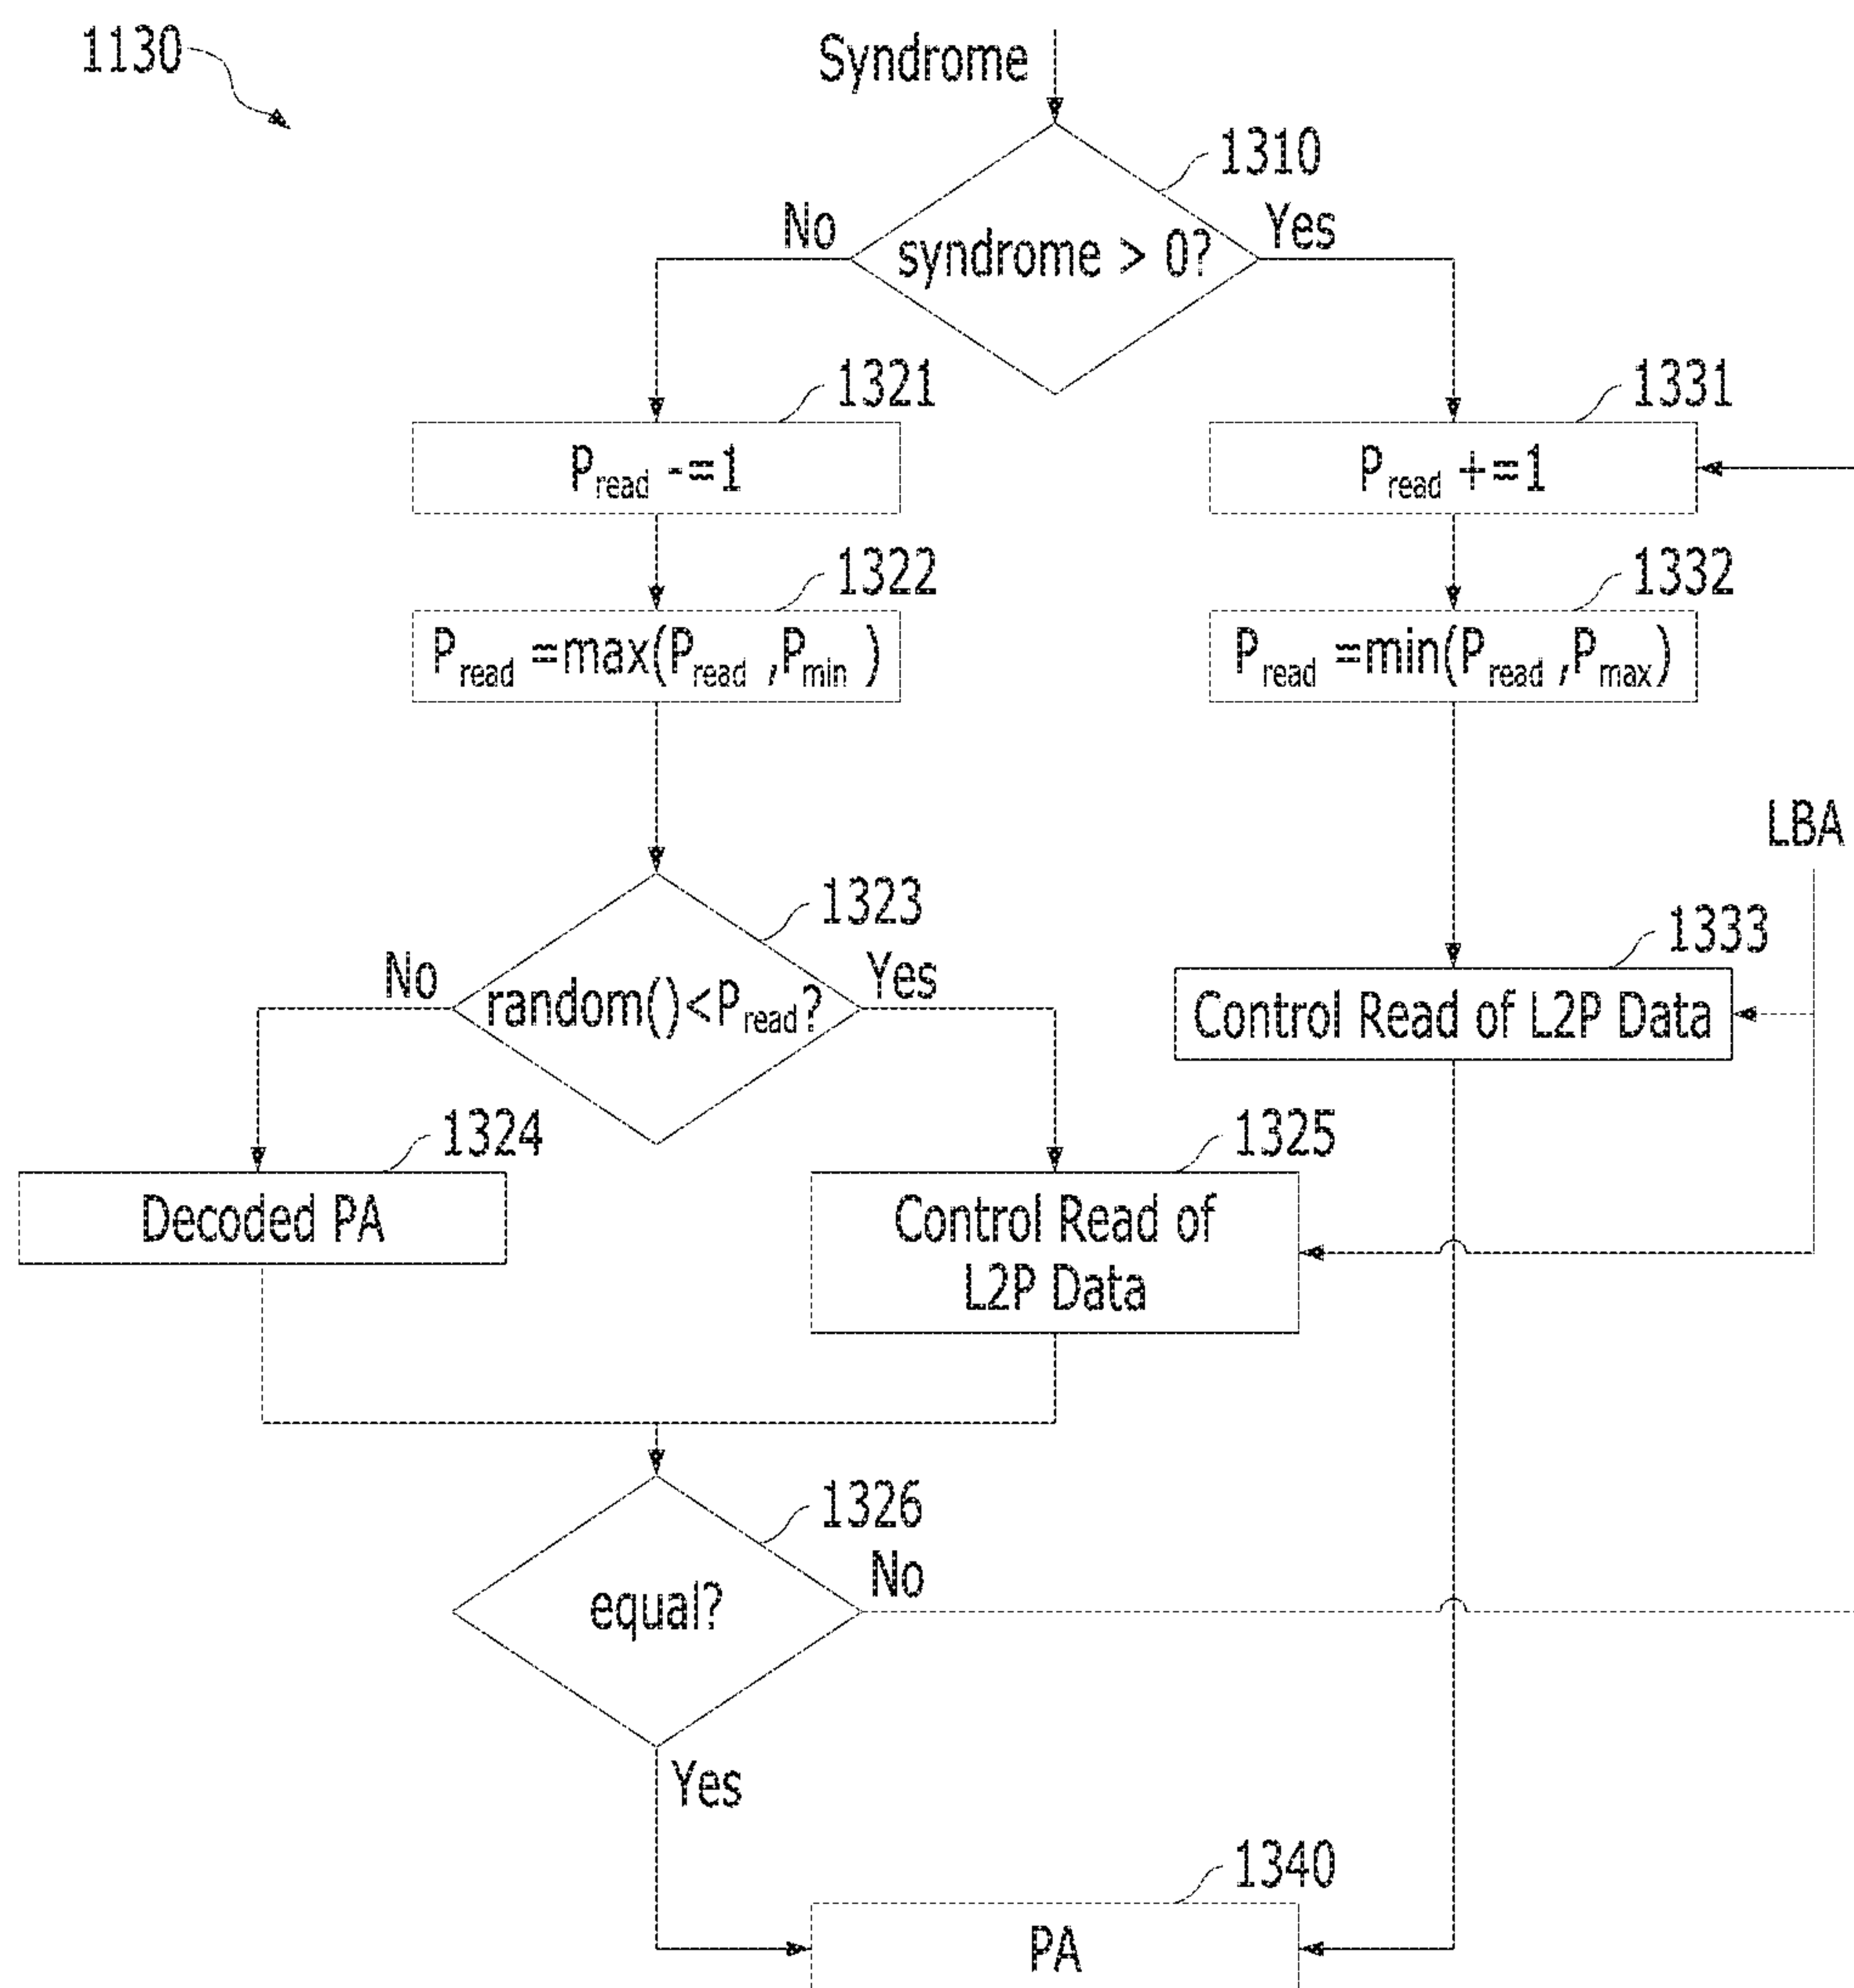 1130
Syndrome
1310
No
syndrome > 0?
Yes
1321
1331
Pread -=1
Pread +=1
1322
1332
Pread =max(Pread ,Pmin )
Pread =min(Pread ,Pmax)
LBA
1323
1333
No
random()<Pread?
Yes
Control Read of L2P Data
1324
1325
Decoded PA
Control Read of
L2P Data
1326
No
equal?
Yes
1340
PA